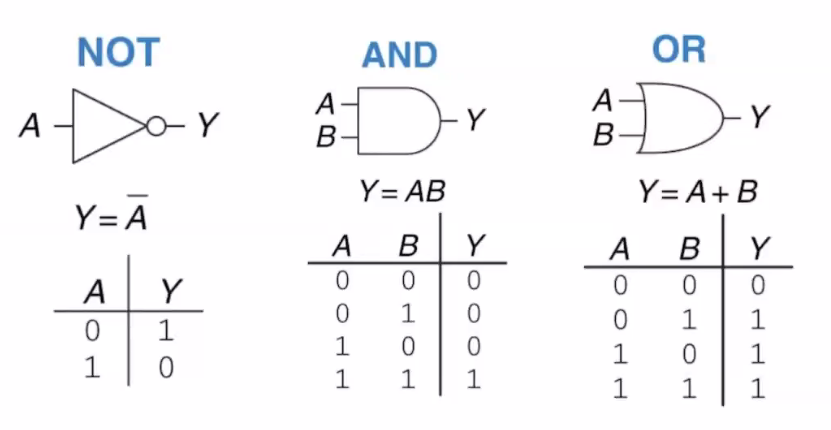 NOT
A Y
Y = A̅
A Y
0 1
1 0
AND
A
B
Y
Y = AB
A B Y
0 0 0
0 1 0
1 0 0
1 1 1
OR
A
B
Y
Y = A + B
A B Y
0 0 0
0 1 1
1 0 1
1 1 1